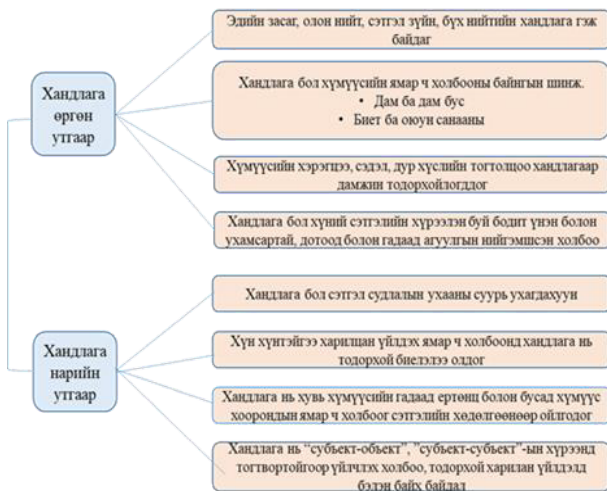 Эдийн засаг, олон нийт, сэтгэл зүйн, бүх нийтийн хандлага гэж
байдаг
Хандлага
өргөн
утгаар
Хандлага бол хүмүүсийн ямар ч холбооны байнгын шинж.
• Дам ба дам бус
• Биет ба оюун санааны
Хүмүүсийн хэрэгцээ, сэдэл, дур хүслийн тогтолцоо хандлагаар
дамжин тодорхойлогддог
Хандлага бол хүний сэтгэлийн хүрээлэн буй бодит үнэн болон
ухамсартай, дотоод болон гадаад агуулгын нийгэмшсэн холбоо
Хандлага
нарийн
утгаар
Хандлага бол сэтгэл судлалын ухааны суурь ухагдахуун
Хүн хүнтэйгээ харилцан үйлдэх ямар ч холбоонд хандлага нь
тодорхой биелэлээ олдог
Хандлага нь хувь хүмүүсийн гадаад ертөнц болон бусад хүмүүс
хоорондын ямар ч холбоог сэтгэлийн хөдөлгөөнөөр ойлгодог
Хандлага нь “субъект-объект”, ”субъект-субъект”-ын хүрээнд
тогтвортойгоор үйлчлэх холбоо, тодорхой харилан үйлдэлд
бэлэн байх байдал